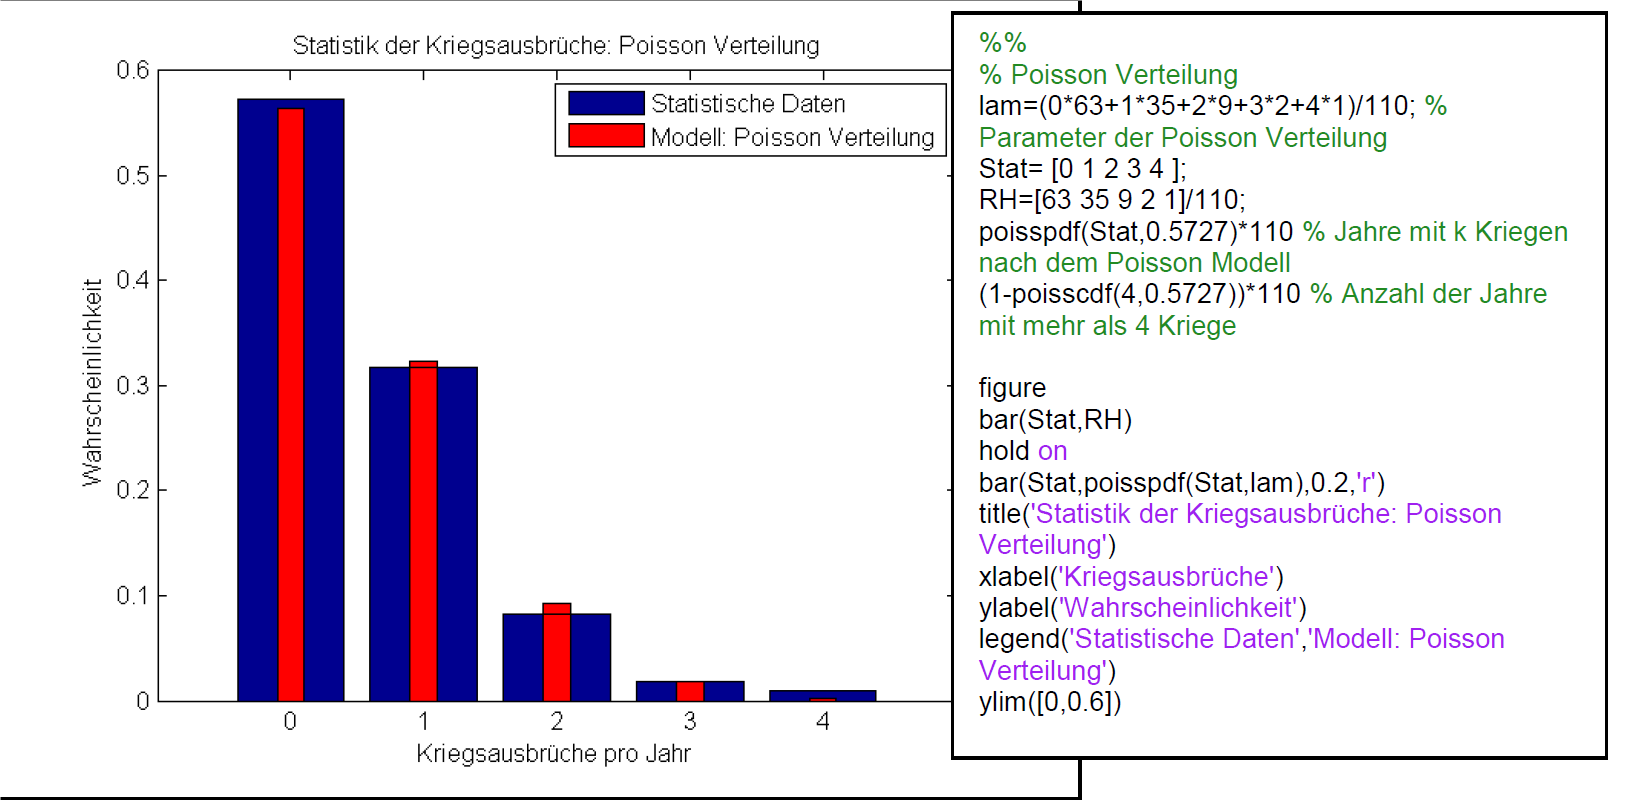 Statistik der Kriegsausbrüche: Poisson Verteilung
0.6
0.5
0.4
0.3
0.2
0.1
0
Wahrscheinlichkeit
Statistische Daten
Modell: Poisson Verteilung
0 1 2 3 4
Kriegsausbrüche pro Jahr
%%
% Poisson Verteilung
lam=(0*63+1*35+2*9+3*2+4*1)/110; %
Parameter der Poisson Verteilung
Stat= [0 1 2 3 4 ];
RH=[63 35 9 2 1]/110;
poisspdf(Stat,0.5727)*110 % Jahre mit k Kriegen
nach dem Poisson Modell
(1-poisscdf(4,0.5727))*110 % Anzahl der Jahre
mit mehr als 4 Kriege
figure
bar(Stat,RH)
hold on
bar(Stat,poisspdf(Stat,lam),0.2,'r')
title('Statistik der Kriegsausbrüche: Poisson
Verteilung')
xlabel('Kriegsausbrüche')
ylabel('Wahrscheinlichkeit')
legend('Statistische Daten','Modell: Poisson
Verteilung')
ylim([0,0.6])